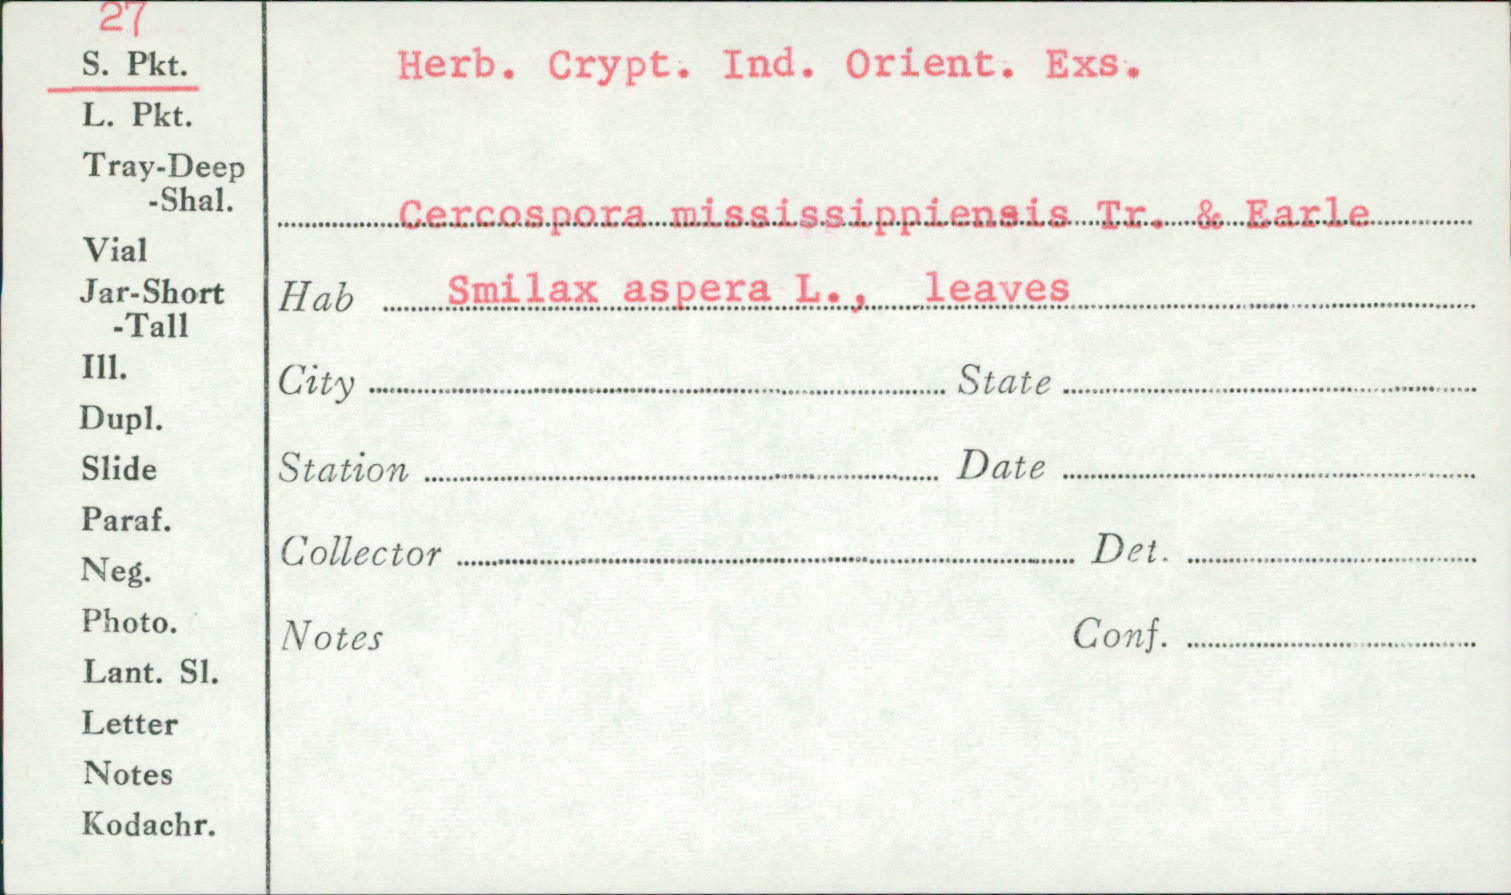 27
S. Pkt.
L. Pkt.
Tray-Deep
-Shal.
Vial
Jar-Short
-Tall
Ill.
Dupl.
Slide
Paraf.
Neg.
Photo.
Lant. Sl.
Letter
Notes
Kodachr.
Herb. Crypt. Ind. Orient. Exs.
Cercospora mississippiensis Tr. & Earle
Hab Smilax aspera L., leaves
City State
Station Date
Collector Det.
Notes Conf.